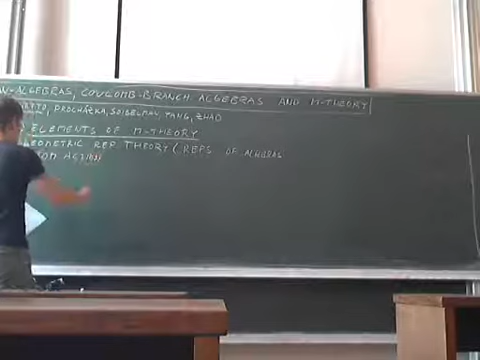 W-ALGEBRAS, COULOMB-BRANCH ALGEBRAS AND M-THEORY
PROCHÁZKA, SOIBELMAN, YANG, ZHAO
ELEMENTS OF M-THEORY
GEOMETRIC REP THEORY (REPS OF ALGEBRAS